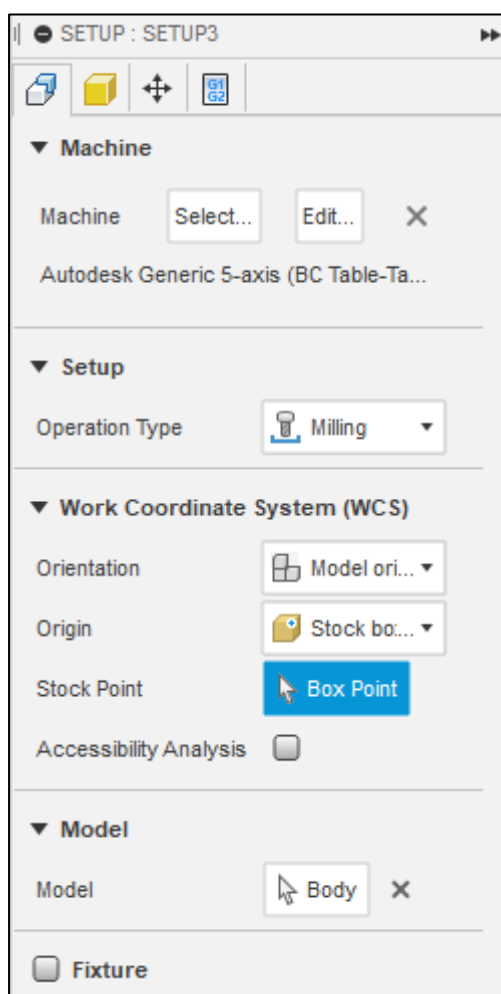 SETUP : SETUP3
G1
G2
Machine
Machine Select... Edit...
Autodesk Generic 5-axis (BC Table-Ta...
Setup
Operation Type Milling
Work Coordinate System (WCS)
Orientation Model ori...
Origin Stock bo...
Stock Point Box Point
Accessibility Analysis
Model
Model Body
Fixture